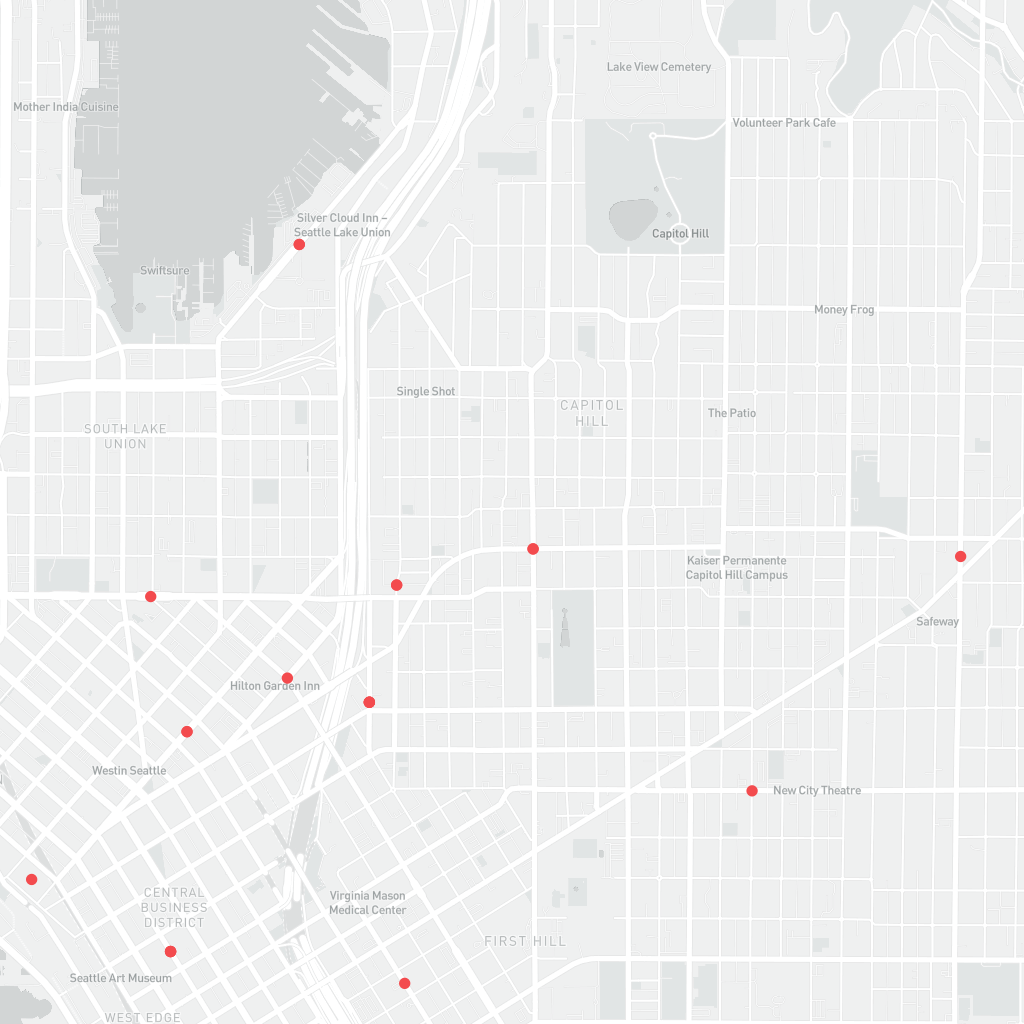 Lake View Cemetery
Mother India Cuisine
Volunteer Park Cafe
Silver Cloud Inn –
Seattle Lake Union
Capitol Hill
Swiftsure
Money Frog
Single Shot
CAPITOL
HILL
The Patio
SOUTH LAKE
UNION
Kaiser Permanente
Capitol Hill Campus
Safeway
Hilton Garden Inn
Westin Seattle
New City Theatre
CENTRAL
BUSINESS
DISTRICT
Virginia Mason
Medical Center
FIRST HILL
Seattle Art Museum
WEST EDGE